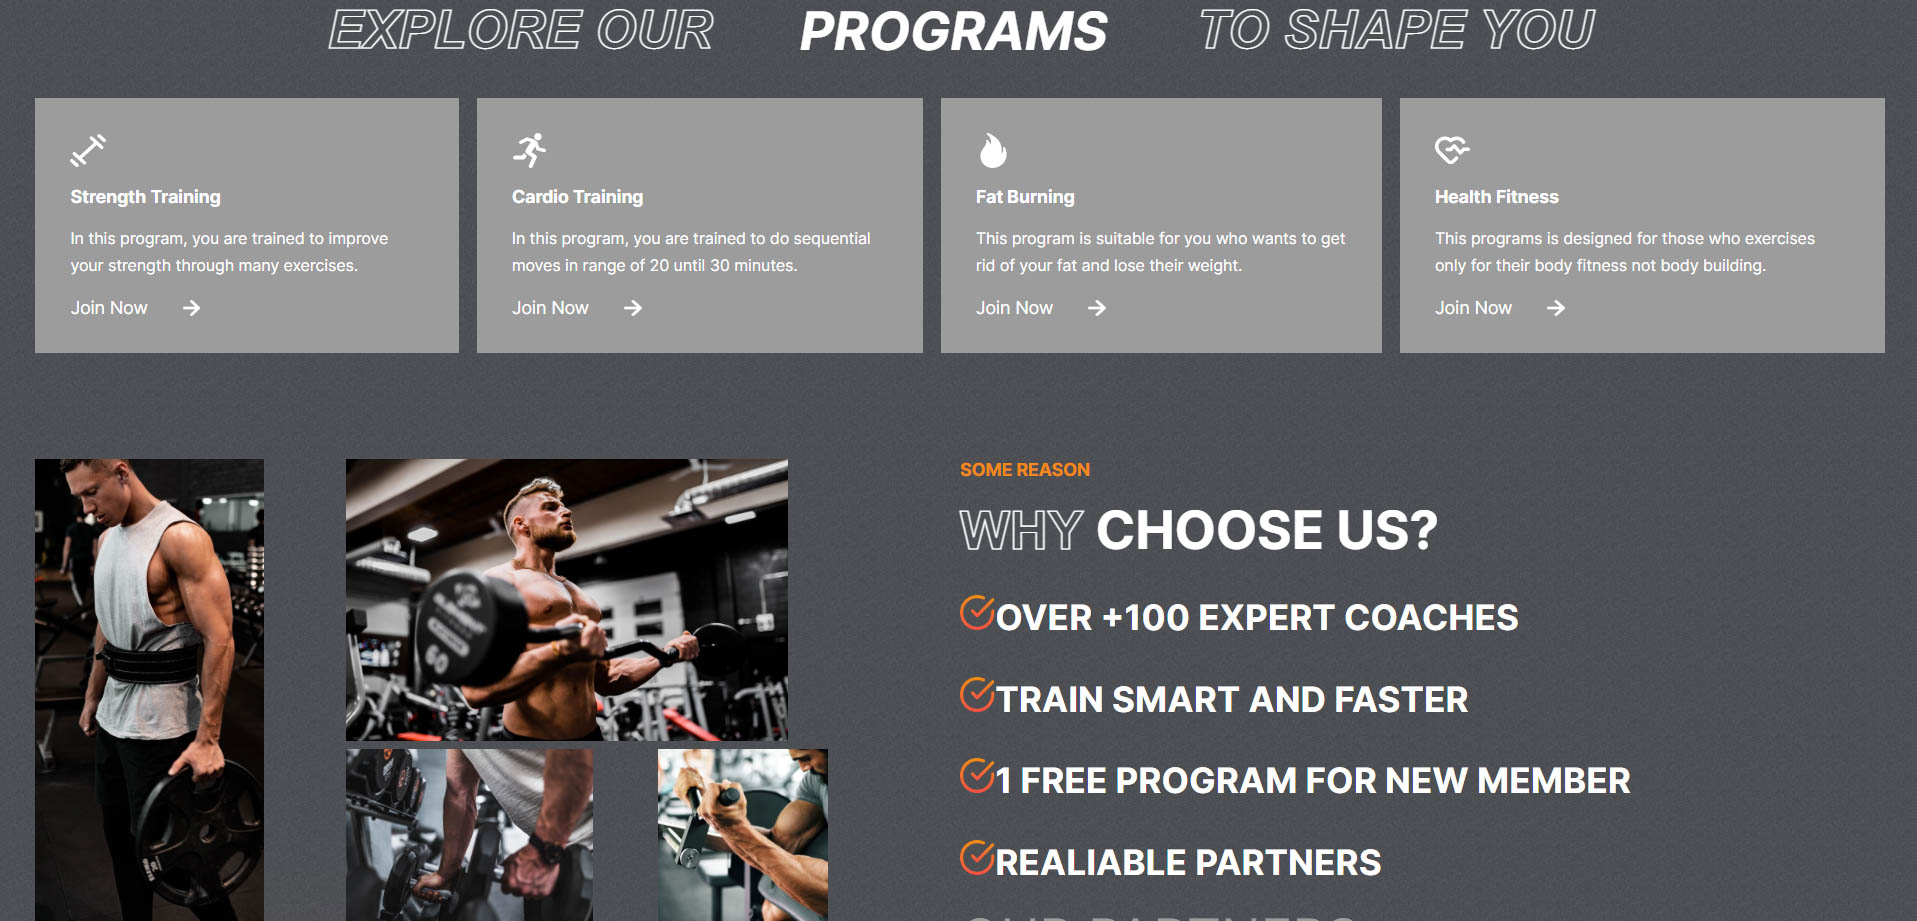 EXPLORE OUR PROGRAMS TO SHAPE YOU
Strength Training
In this program, you are trained to improve
your strength through many exercises.
Join Now
Cardio Training
In this program, you are trained to do sequential
moves in range of 20 until 30 minutes.
Join Now
Fat Burning
This program is suitable for you who wants to get
rid of your fat and lose their weight.
Join Now
Health Fitness
This programs is designed for those who exercises
only for their body fitness not body building.
Join Now
60
SOME REASON
WHY CHOOSE US?
OVER +100 EXPERT COACHES
TRAIN SMART AND FASTER
1 FREE PROGRAM FOR NEW MEMBER
REALIABLE PARTNERS
OUR PARTNERS